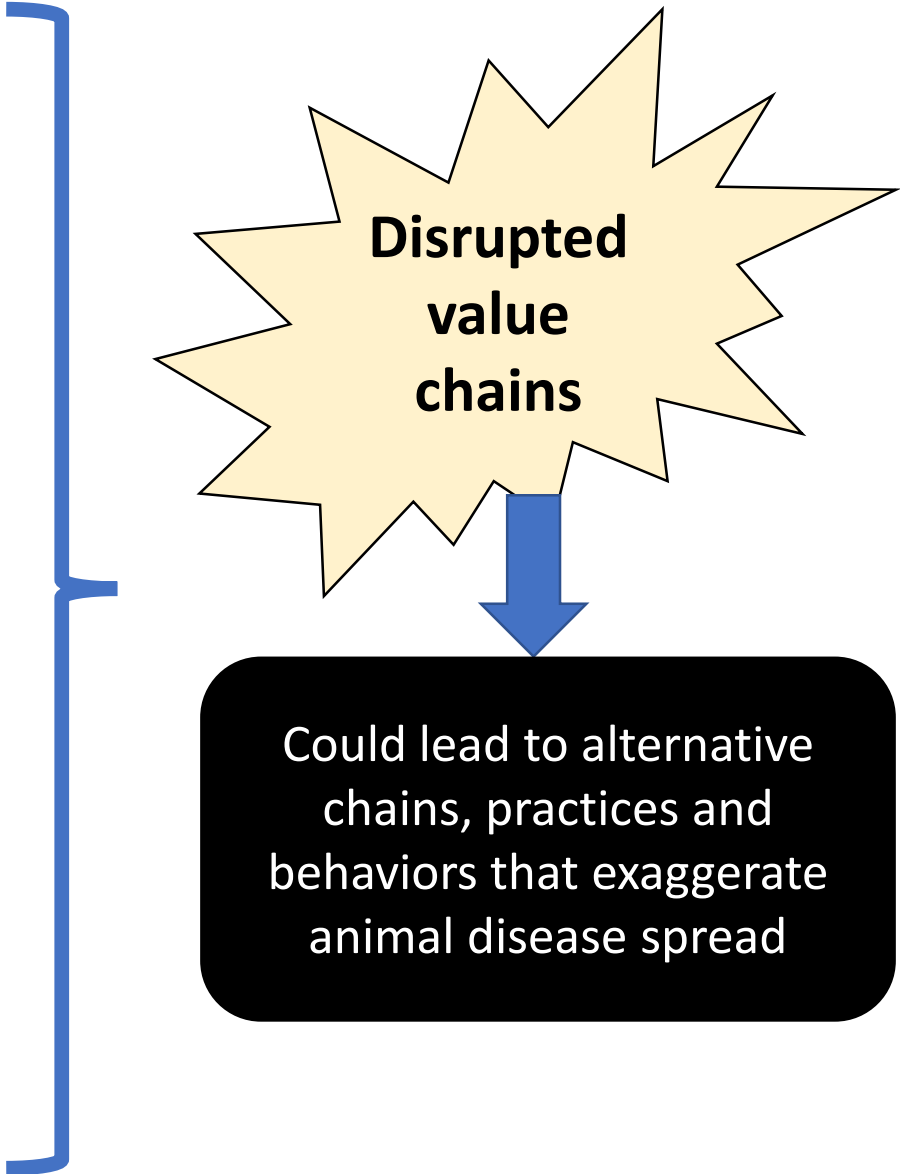 Disrupted
value
chains
Could lead to alternative
chains, practices and
behaviors that exaggerate
animal disease spread